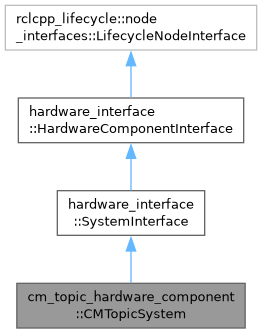 rclcpp_lifecycle::node
_interfaces::LifecycleNodeInterface
hardware_interface
::HardwareComponentInterface
hardware_interface
::SystemInterface
cm_topic_hardware_component
::CMTopicSystem